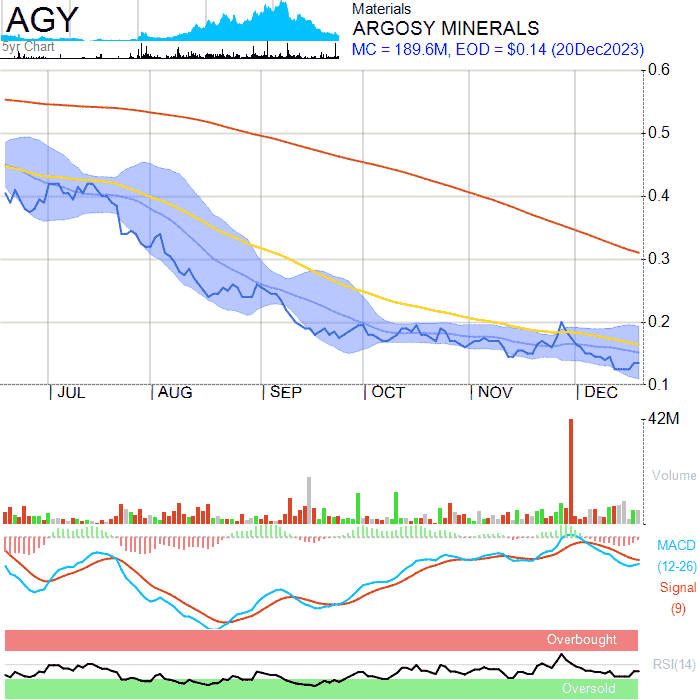 AGY
5yr Chart
Materials
ARGOSY MINERALS
MC = 189.6M, EOD = $0.14 (20Dec2023)
0.6
0.5
0.4
0.3
0.2
0.1
JUL AUG SEP OCT NOV DEC
42M
Volume
MACD
(12-26)
Signal
(9)
Overbought
RSI(14)
Oversold